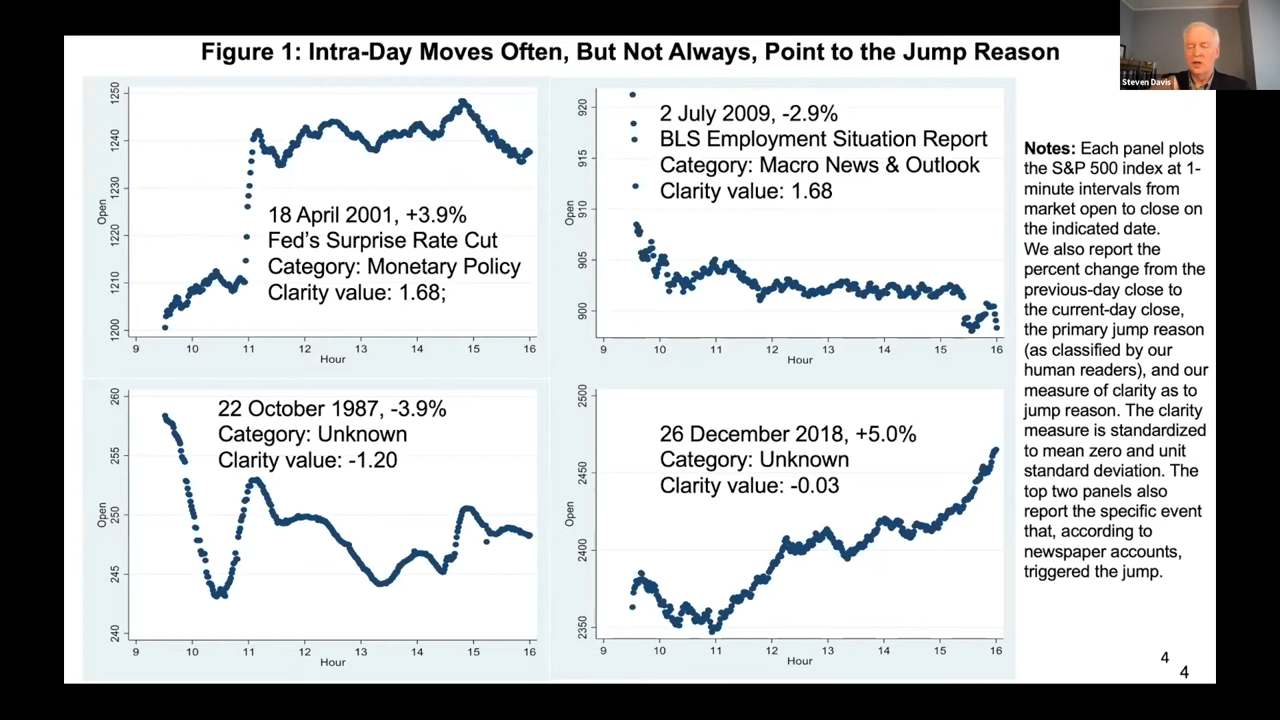 Figure 1: Intra-Day Moves Often, But Not Always, Point to the Jump Reason
Steven Davis
Open
1250
1240
1230
1220
1210
1200
18 April 2001, +3.9%
Fed's Surprise Rate Cut
Category: Monetary Policy
Clarity value: 1.68;
9 10 11 12 13 14 15 16
Hour
Open
920
915
910
905
900
2 July 2009, -2.9%
BLS Employment Situation Report
Category: Macro News & Outlook
Clarity value: 1.68
9 10 11 12 13 14 15 16
Hour
Open
260
255
250
245
240
22 October 1987, -3.9%
Category: Unknown
Clarity value: -1.20
9 10 11 12 13 14 15 16
Hour
Open
2500
2450
2400
2350
26 December 2018, +5.0%
Category: Unknown
Clarity value: -0.03
9 10 11 12 13 14 15 16
Hour
Notes: Each panel plots
the S&P 500 index at 1-
minute intervals from
market open to close on
the indicated date.
We also report the
percent change from the
previous-day close to
the current-day close,
the primary jump reason
(as classified by our
human readers), and our
measure of clarity as to
jump reason. The clarity
measure is standardized
to mean zero and unit
standard deviation. The
top two panels also
report the specific event
that, according to
newspaper accounts,
triggered the jump.
4
4